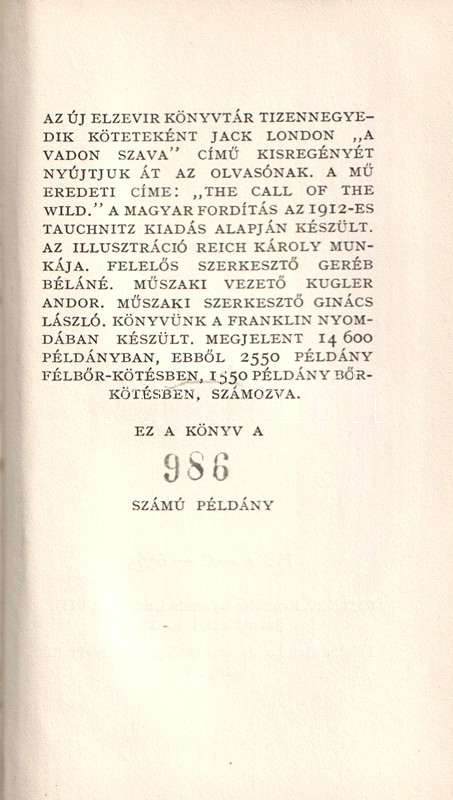 AZ ÚJ ELZEVIR KÖNYVTÁR TIZENNEGYE-
DIK KÖTETEKÉNT JACK LONDON „A
VADON SZAVA” CÍMŰ KISREGÉNYÉT
NYÚJTJUK ÁT AZ OLVASÓNAK. A MŰ
EREDETI CÍME: „THE CALL OF THE
WILD.” A MAGYAR FORDÍTÁS AZ 1912-ES
TAUCHNITZ KIADÁS ALAPJÁN KÉSZÜLT.
AZ ILLUSZTRÁCIÓ REICH KÁROLY MUN-
KÁJA. FELELŐS SZERKESZTŐ GERÉB
BÉLÁNÉ. MŰSZAKI VEZETŐ KUGLER
ANDOR. MŰSZAKI SZERKESZTŐ GINÁCS
LÁSZLÓ. KÖNYVÜNK A FRANKLIN NYOM-
DÁBAN KÉSZÜLT. MEGJELENT 14 600
PÉLDÁNYBAN, EBBŐL 2550 PÉLDÁNY
FÉLBŐR-KÖTÉSBEN, 1550 PÉLDÁNY BŐR-
KÖTÉSBEN, SZÁMOZVA.
EZ A KÖNYV A
986
SZÁMÚ PÉLDÁNY